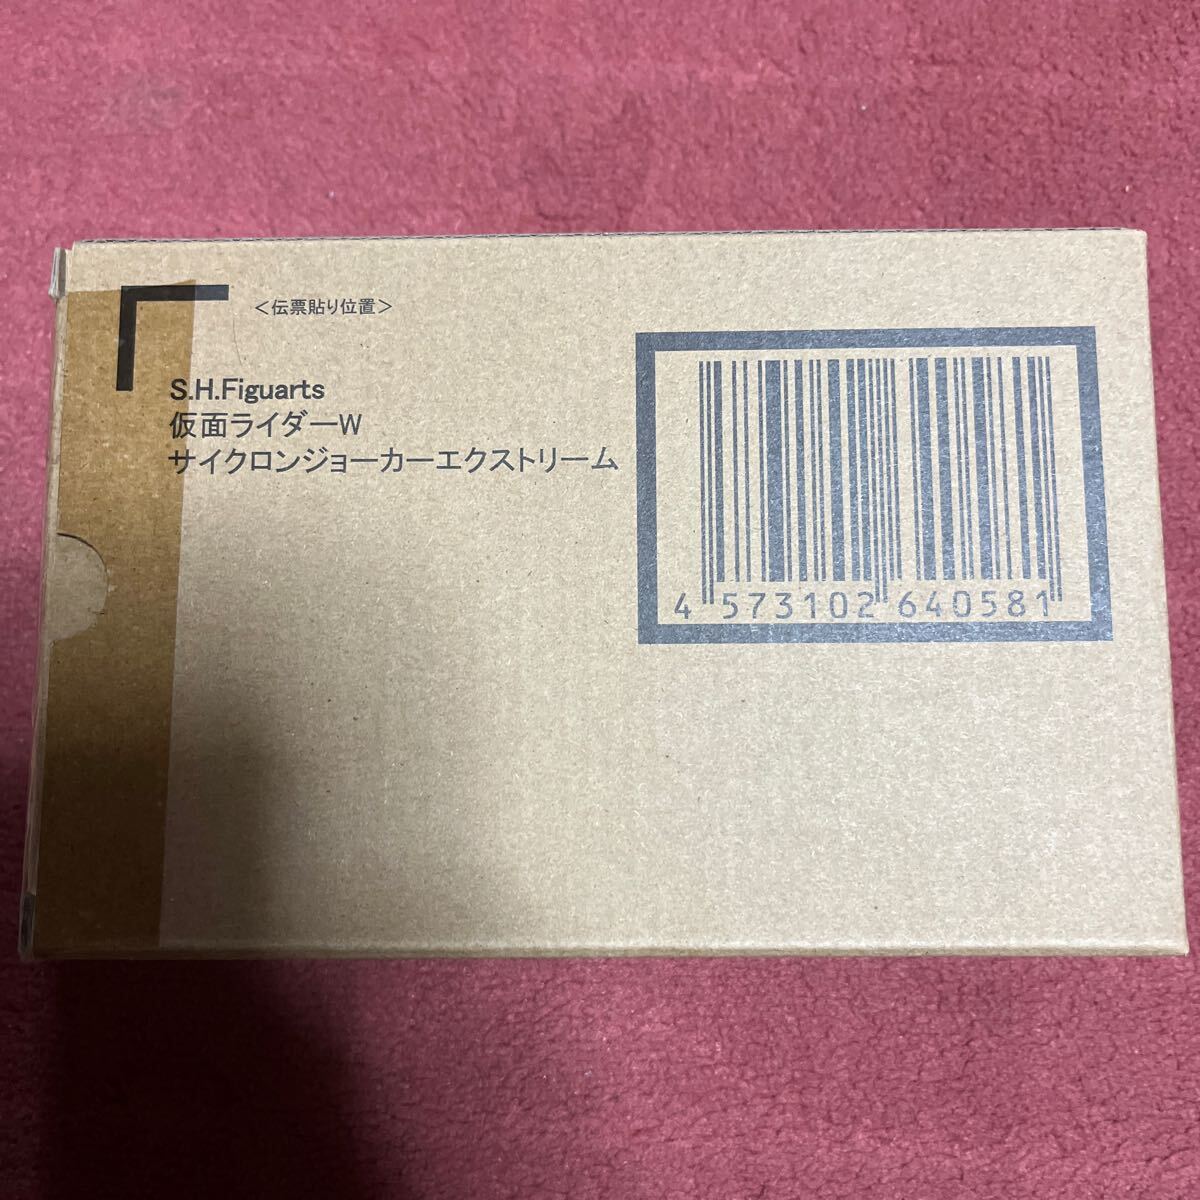 ＜伝票貼り位置＞
S.H.Figuarts
仮面ライダーW
サイクロンジョーカーエクストリーム
4 573102 640581